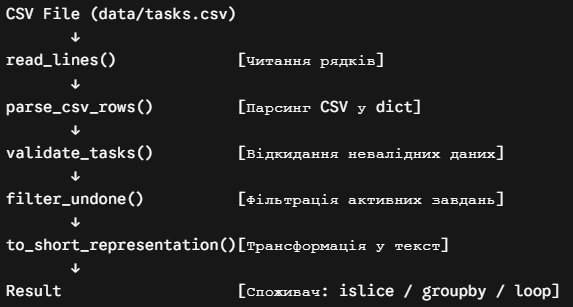 CSV File (data/tasks.csv)
↓
read_lines() [Читання рядків]
↓
parse_csv_rows() [Парсинг CSV у dict]
↓
validate_tasks() [Відкидання невалідних даних]
↓
filter_undone() [Фільтрація активних завдань]
↓
to_short_representation()[Трансформація у текст]
↓
Result [Споживач: islice / groupby / loop]